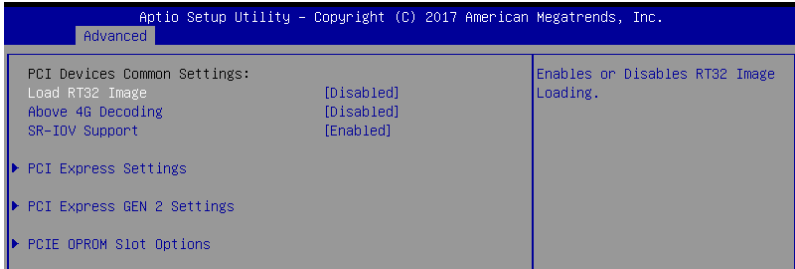 Aptio Setup Utility – Copyright (C) 2017 American Megatrends, Inc.
Advanced
PCI Devices Common Settings:
Load RT32 Image [Disabled]
Above 4G Decoding [Disabled]
SR-IOV Support [Enabled]
PCI Express Settings
PCI Express GEN 2 Settings
PCIE OPROM Slot Options
Enables or Disables RT32 Image
Loading.